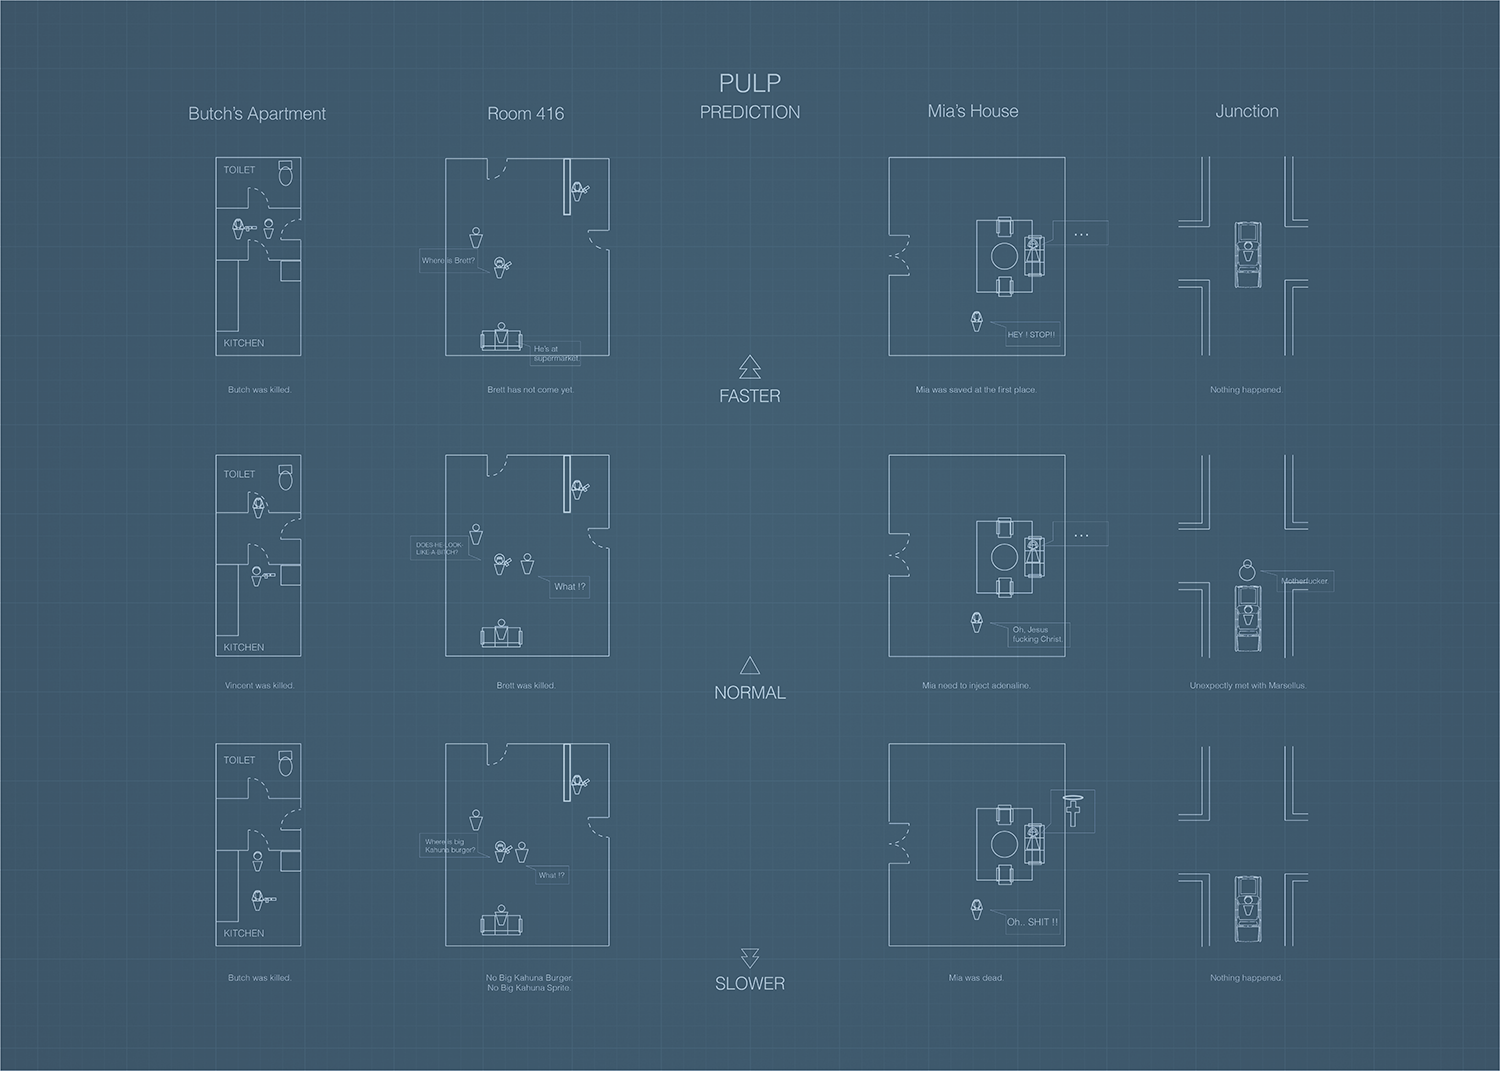 PULP
PREDICTION
Butch's Apartment
Room 416
Mia's House
Junction
TOILET
KITCHEN
Butch was killed.
Where is Brett?
He's at
supermarket.
Brett has not come yet.
FASTER
...
HEY ! STOP!!
Mia was saved at the first place.
Nothing happened.
TOILET
KITCHEN
Vincent was killed.
DOES-HE-LOOK-
LIKE-A-BITCH?
What !?
Brett was killed.
NORMAL
...
Oh, Jesus
fucking Christ.
Mia need to inject adenaline.
Motherfucker.
Unexpectly met with Marsellus.
TOILET
KITCHEN
Butch was killed.
Where is big
Kahuna burger?
What !?
No Big Kahuna Burger.
No Big Kahuna Sprite.
SLOWER
Oh.. SHIT !!
Mia was dead.
Nothing happened.